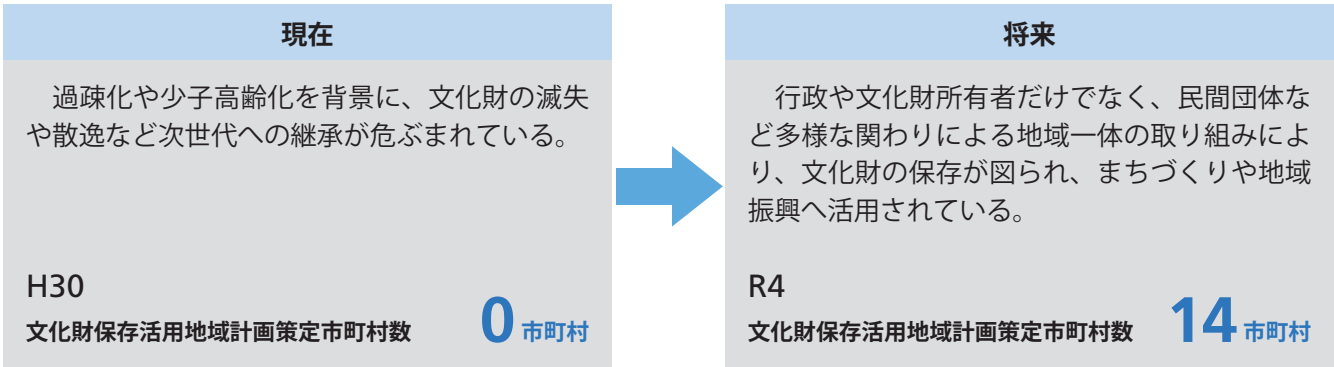 現在
過疎化や少子高齢化を背景に、文化財の滅失
や散逸など次世代への継承が危ぶまれている。
H30
文化財保存活用地域計画策定市町村数 0市町村
将来
行政や文化財所有者だけでなく、民間団体な
ど多様な関わりによる地域一体の取り組みによ
り、文化財の保存が図られ、まちづくりや地域
振興へ活用されている。
R4
文化財保存活用地域計画策定市町村数 14市町村